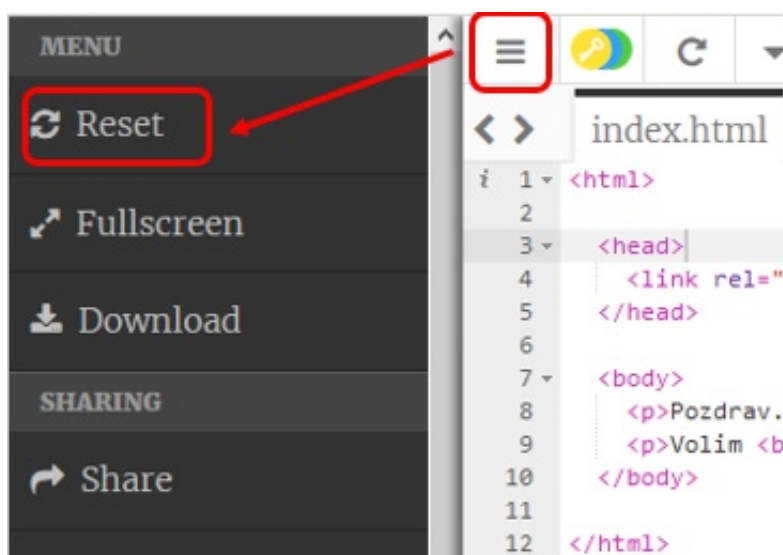 MENU
Reset
Fullscreen
Download
SHARING
Share
index.html
i 1 <html>
2
3 <head>
4 <link rel="
5 </head>
6
7 <body>
8 <p>Pozdrav.
9 <p>Volim <b
10 </body>
11
12 </html>